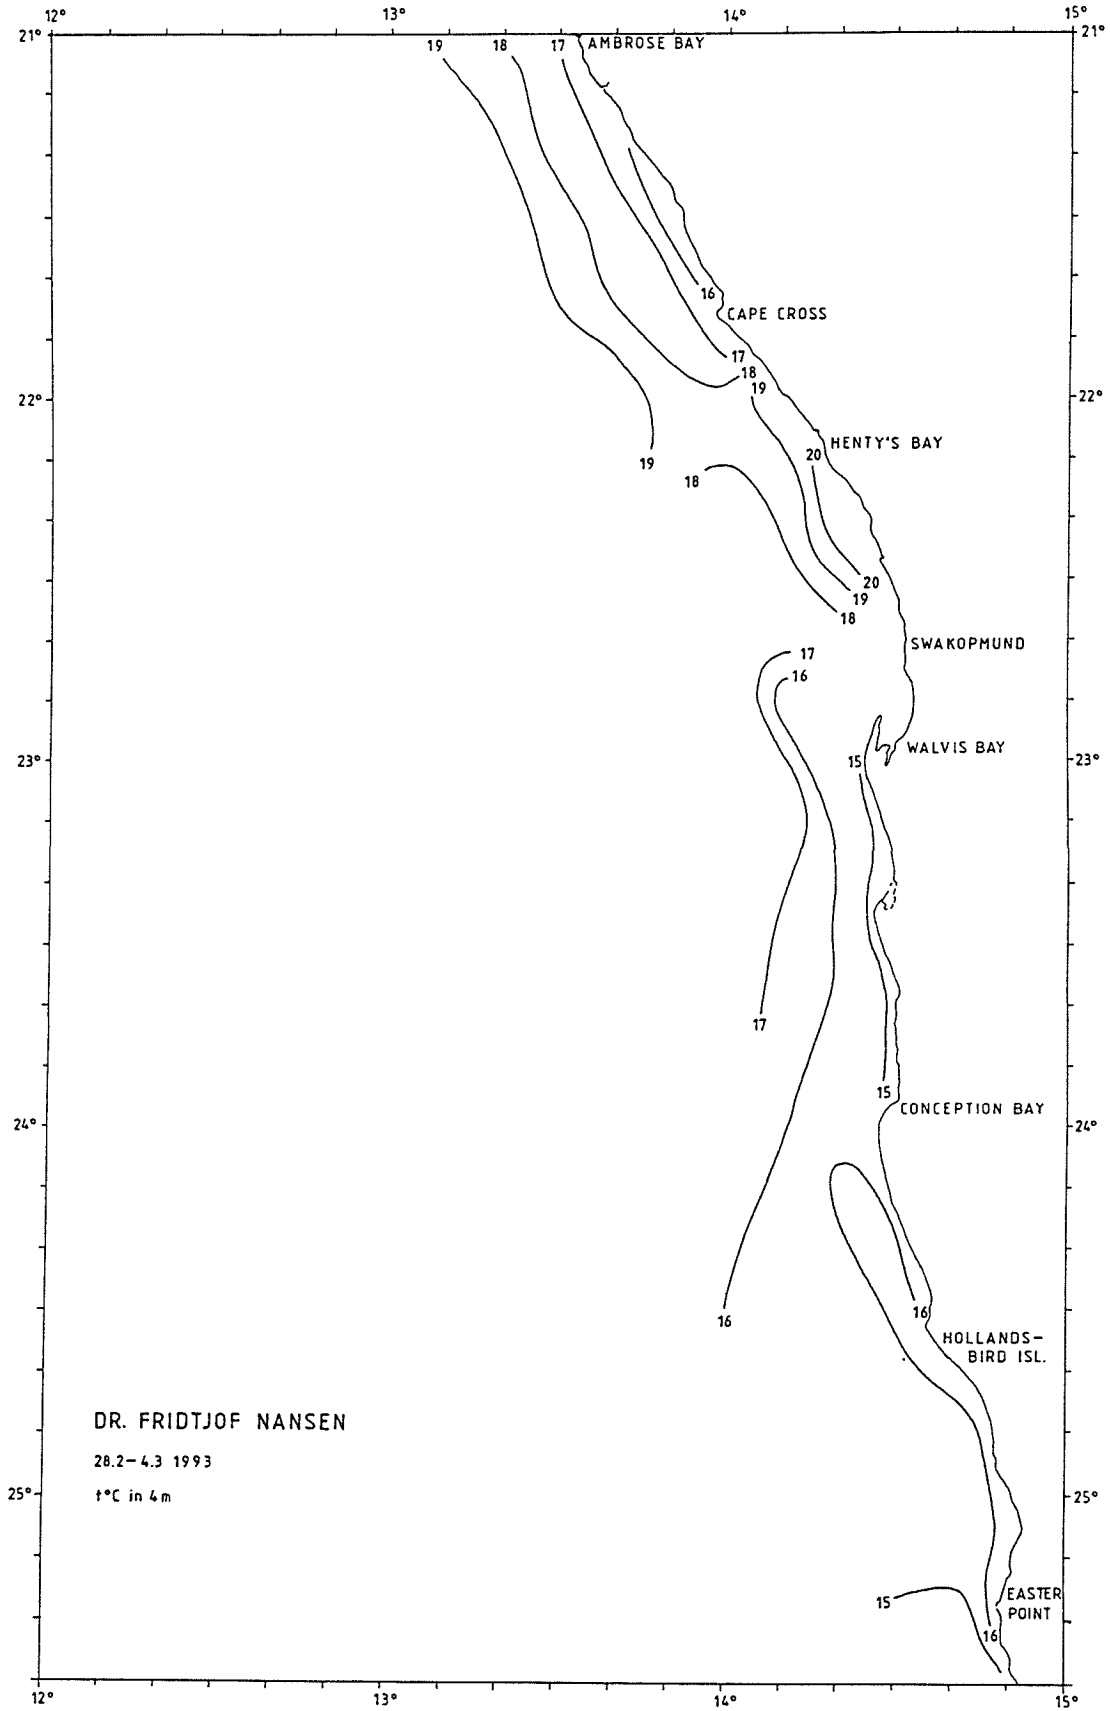 12° 13° 14° 15°
21° 19 18 17 AMBROSE BAY 21°
16
CAPE CROSS
17
18
19
22° 22°
HENTY'S BAY
20
19
18
20
19
18
SWAKOPMUND
17
16
WALVIS BAY
23° 15 23°
17
15
CONCEPTION BAY
24° 24°
16
16
HOLLANDS-
BIRD ISL.
DR. FRIDTJOF NANSEN
28.2-4.3 1993
t°C in 4m
25° 25°
EASTER
POINT
15
16
12° 13° 14° 15°